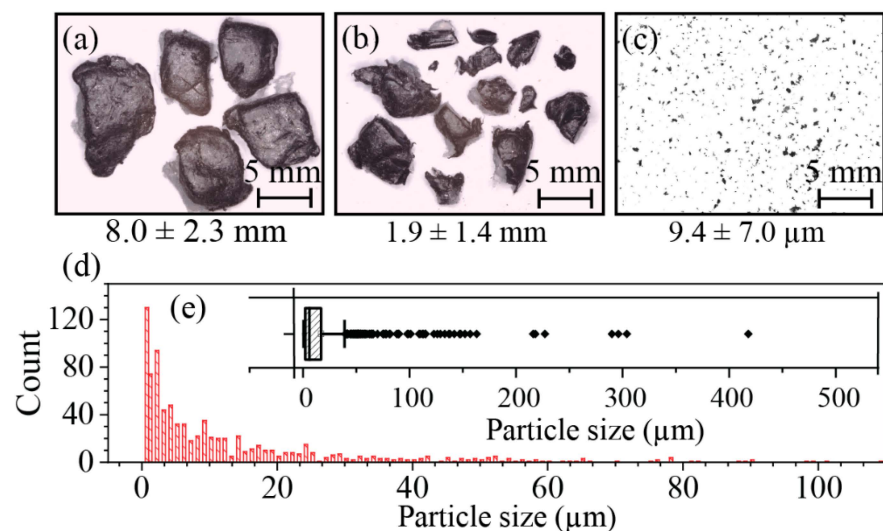 (a)
5 mm
8.0 ± 2.3 mm
(b)
5 mm
1.9 ± 1.4 mm
(c)
5 mm
9.4 ± 7.0 µm
(d)
(e)
0 100 200 300 400 500
Particle size (µm)
Count
120
80
40
0
0 20 40 60 80 100
Particle size (µm)